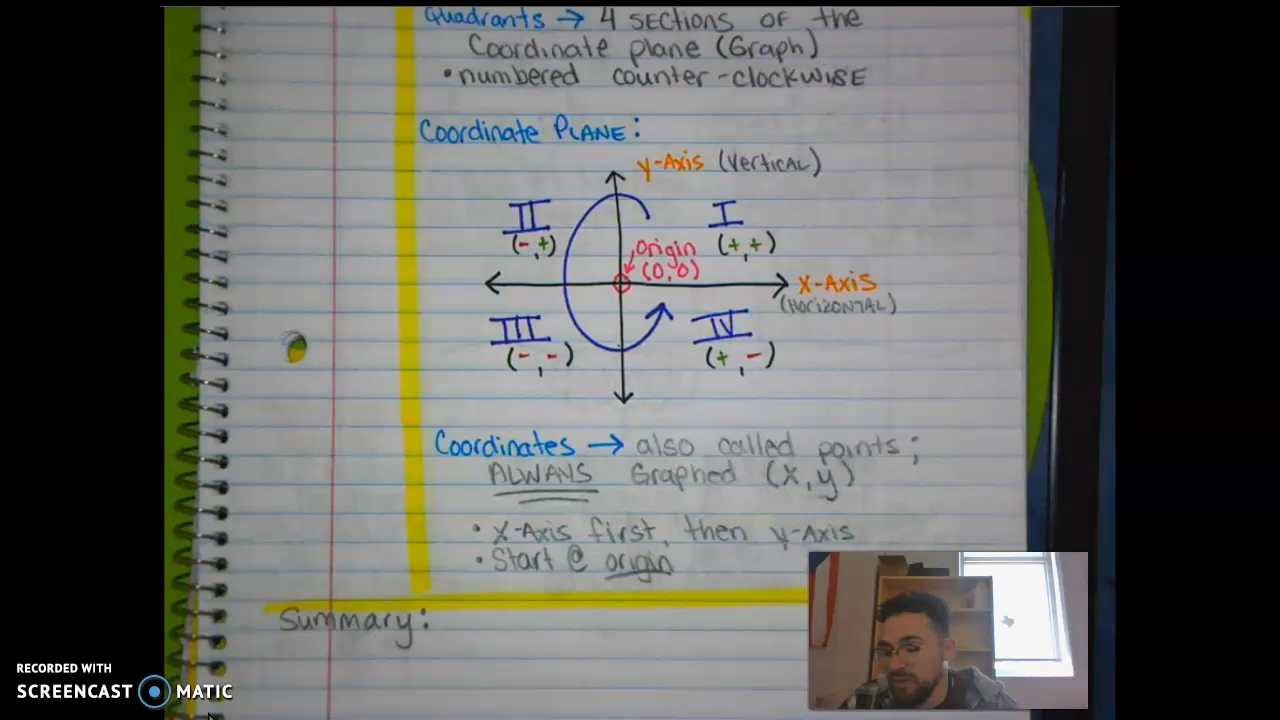 Quadrants → 4 SECTIONS OF the
Coordinate plane (Graph)
• numbered counter-clockWISE
Coordinate PLANE:
y-Axis (VerticAL)
II
(-,+)
I
(+,+)
Origin
(0,0)
X-Axis
(HORIZONTAL)
III
(-,-)
IV
(+,-)
Coordinates → also called points;
ALWAYS Graphed (x,y)
• X-Axis first, then y-Axis
• Start @ origin
Summary:
RECORDED WITH
SCREENCAST MATIC